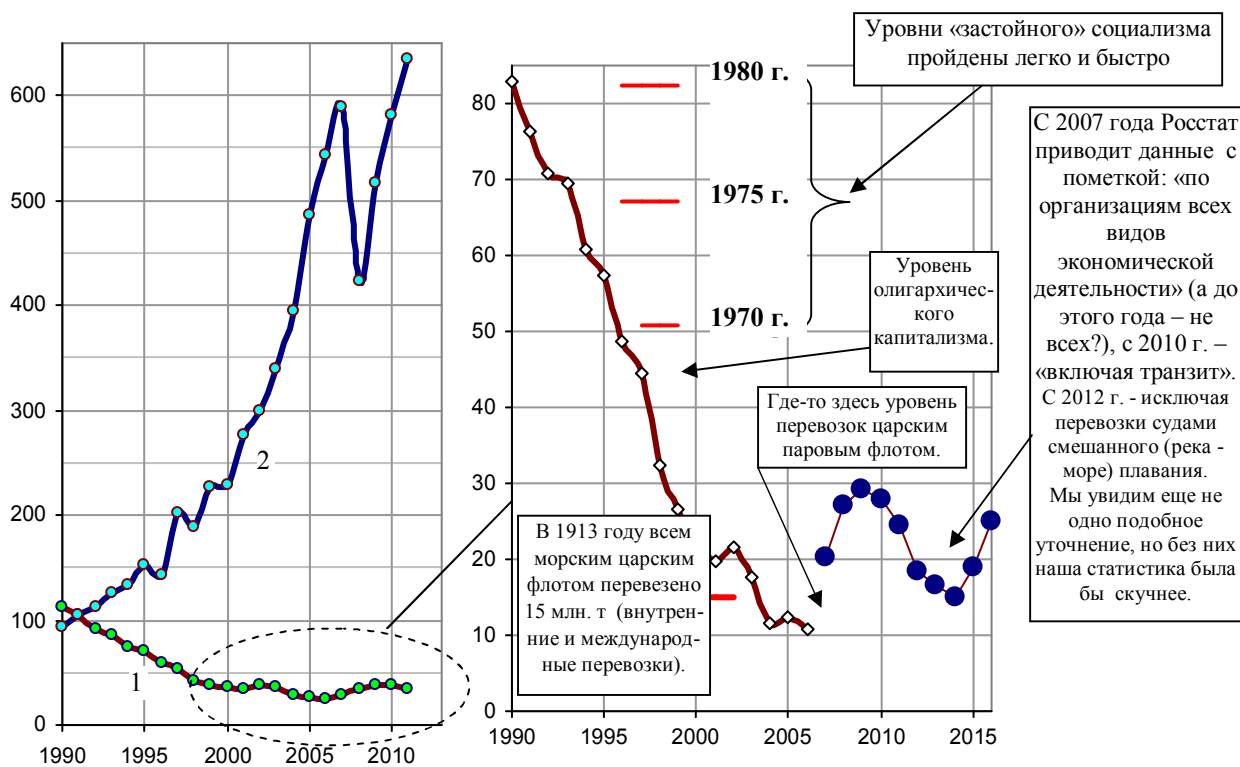 600
500
400
300
200
100
0
1990
1995
2000
2005
2010
2
1
80
70
60
50
40
30
20
10
0
1990
1995
2000
2005
2010
2015
1980 г.
1975
1970 г.
Уровни «застойного» социализма
пройдены легко и быстро
Уровень
олигархичес-
кого
капитализма.
Где-то здесь уровень
перевозок царским
паровым флотом.
В 1913 году всем
морским царским
флотом перевезено
15 млн. т (внутрен-
ние и международ-
ные перевозки).
С 2007 года Росстат
приводит данные с
пометкой: «по
организациям всех
видов
экономической
деятельности» (а до
этого года – не
всех?), с 2010 г. –
«включая транзит».
С 2012 г. - исключая
перевозки судами
смешанного (река -
море) плавания.
Мы увидим еще не
одно подобное
уточнение, но без них
наша статистика была
бы скучнее.